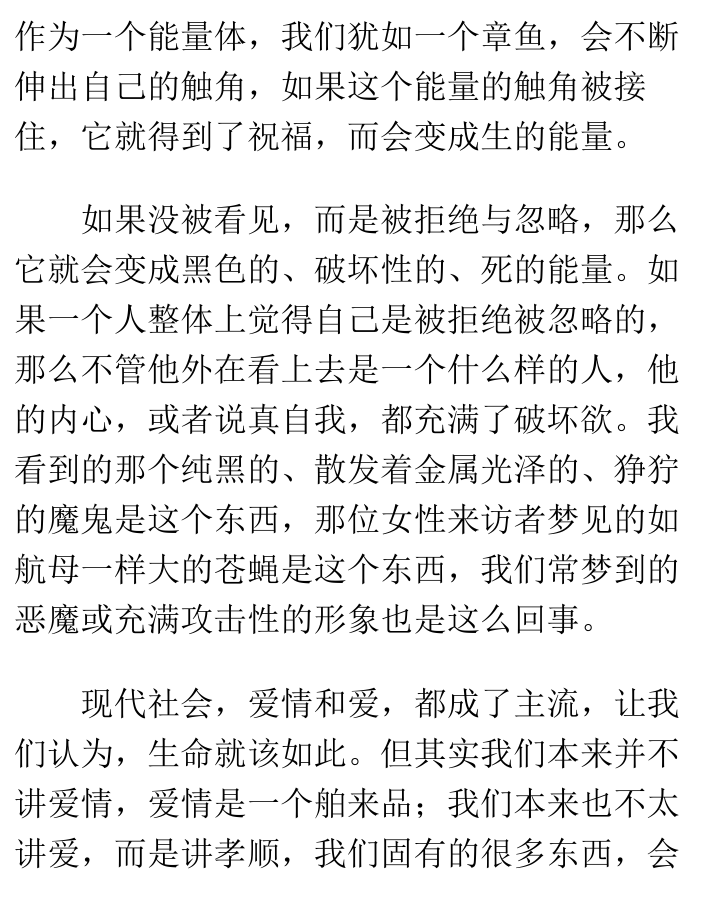 作为一个能量体，我们犹如一个章鱼，会不断
伸出自己的触角，如果这个能量的触角被接
住，它就得到了祝福，而会变成生的能量。
如果没被看见，而是被拒绝与忽略，那么
它就会变成黑色的、破坏性的、死的能量。如
果一个人整体上觉得自己是被拒绝被忽略的，
那么不管他外在看上去是一个什么样的人，他
的内心，或者说真自我，都充满了破坏欲。我
看到的那个纯黑的、散发着金属光泽的、狰狞
的魔鬼是这个东西，那位女性来访者梦见的如
航母一样大的苍蝇是这个东西，我们常梦到的
恶魔或充满攻击性的形象也是这么回事。
现代社会，爱情和爱，都成了主流，让我
们认为，生命就该如此。但其实我们本来并不
讲爱情，爱情是一个舶来品；我们本来也不太
讲爱，而是讲孝顺，我们固有的很多东西，会